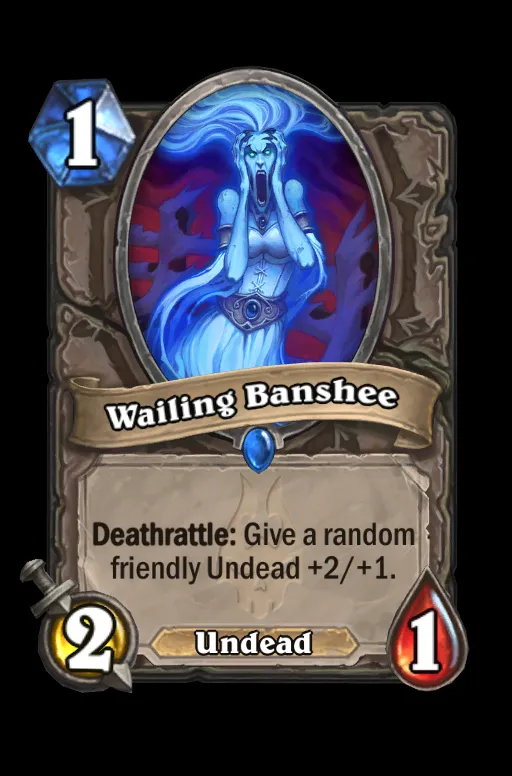 1
Wailing Banshee
Deathrattle: Give a random
friendly Undead +2/+1.
2
Undead
1